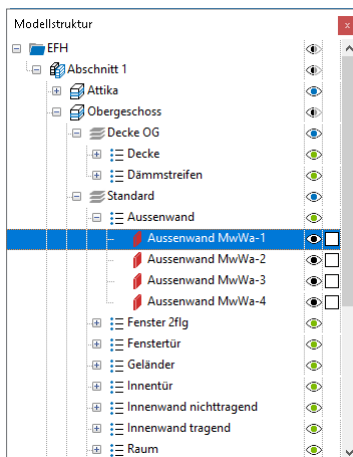 Modellstruktur
EFH
Abschnitt 1
Attika
Obergeschoss
Decke OG
Decke
Dämmstreifen
Standard
Aussenwand
Aussenwand MwWa-1
Aussenwand MwWa-2
Aussenwand MwWa-3
Aussenwand MwWa-4
Fenster 2flg
Fenstertür
Geländer
Innentür
Innenwand nichttragend
Innenwand tragend
Raum